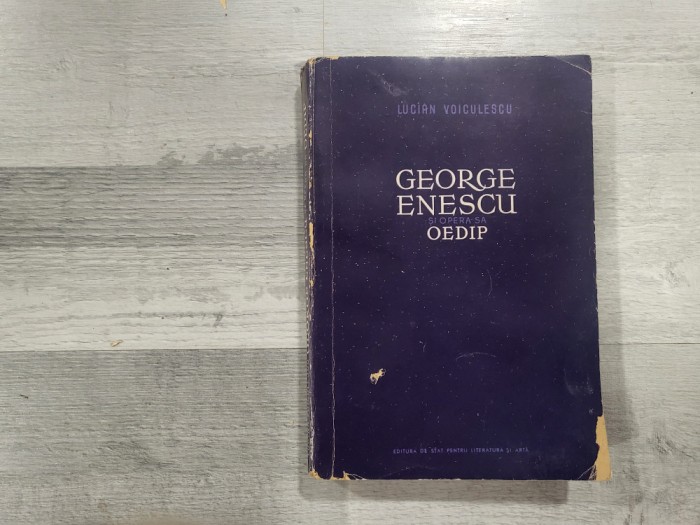 LUCIAN VOICULESCU
GEORGE
ENESCU
ȘI OPERA SA
OEDIP
EDITURA DE STAT PENTRU LITERATURĂ ȘI ARTĂ